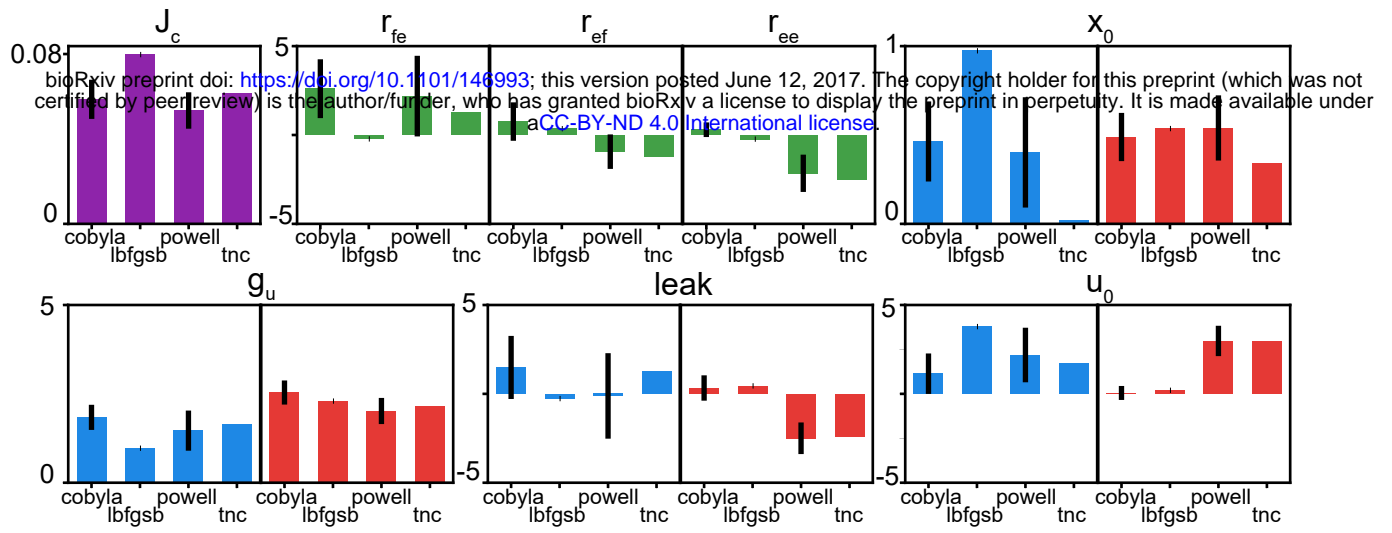 J_c r_fe r_ef r_ee x_0
0.08 5 1
bioRxiv preprint doi: https://doi.org/10.1101/146993; this version posted June 12, 2017. The copyright holder for this preprint (which was not
certified by peer review) is the author/funder, who has granted bioRxiv a license to display the preprint in perpetuity. It is made available under
aCC-BY-ND 4.0 International license.
0 -5 0
cobyla powell cobyla powell cobyla powell cobyla powell cobyla powell cobyla powell
lbfgsb tnc lbfgsb tnc lbfgsb tnc lbfgsb tnc lbfgsb tnc lbfgsb tnc
g_u leak u_0
5 5 5
0 -5 -5
cobyla powell cobyla powell cobyla powell cobyla powell cobyla powell cobyla powell
lbfgsb tnc lbfgsb tnc lbfgsb tnc lbfgsb tnc lbfgsb tnc lbfgsb tnc